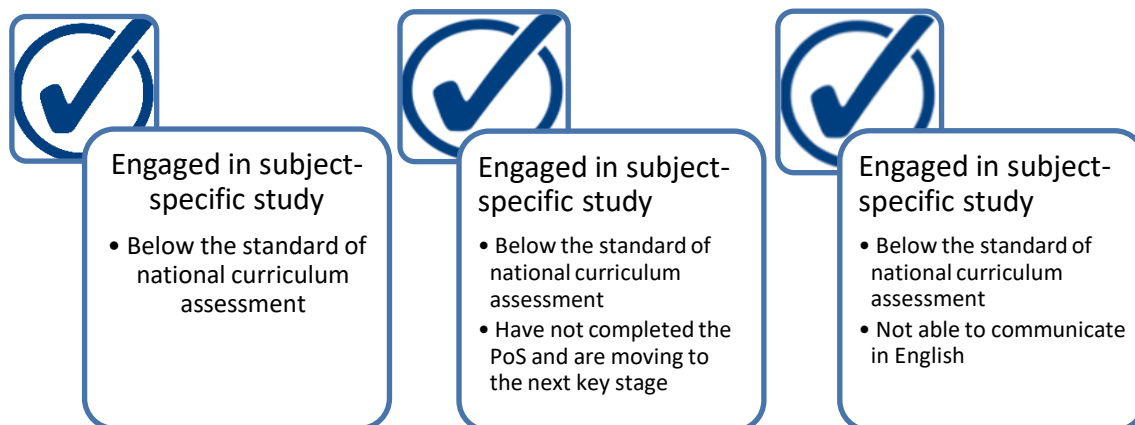 Engaged in subject-
specific study
• Below the standard of
national curriculum
assessment
Engaged in subject-
specific study
• Below the standard of
national curriculum
assessment
• Have not completed the
PoS and are moving to
the next key stage
Engaged in subject-
specific study
• Below the standard of
national curriculum
assessment
• Not able to communicate
in English